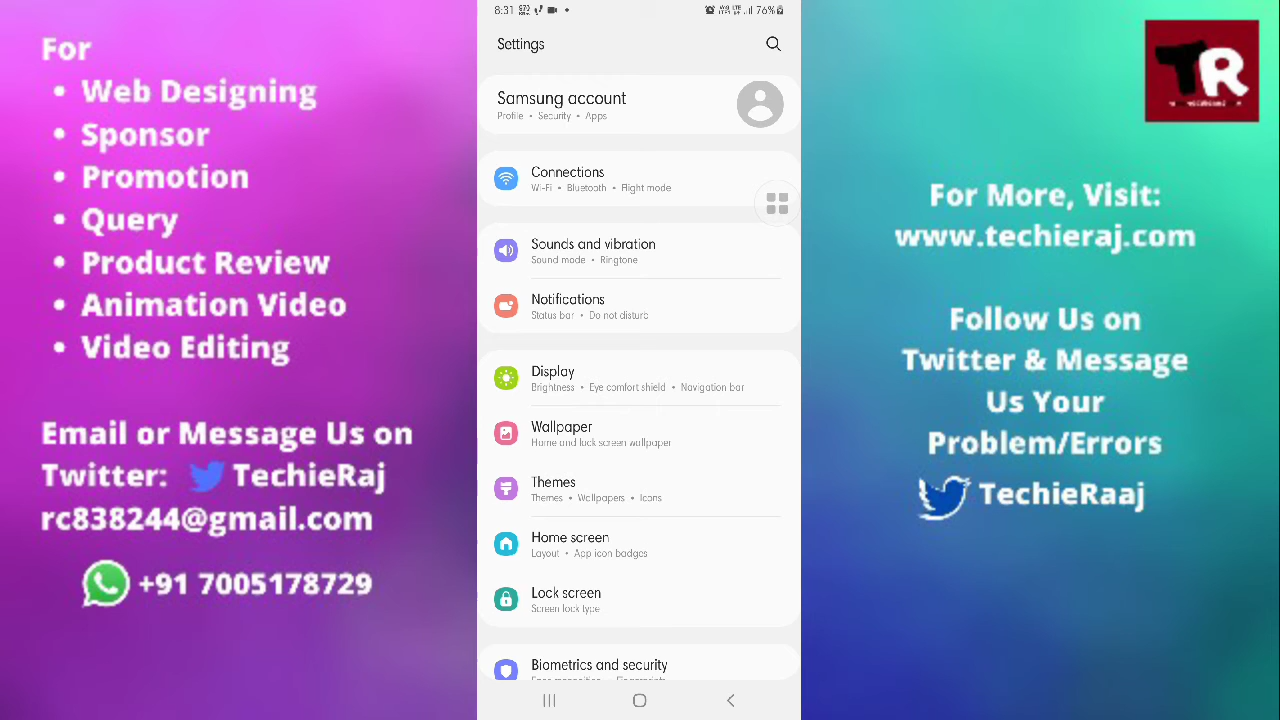 For
• Web Designing
• Sponsor
• Promotion
• Query
• Product Review
• Animation Video
• Video Editing
Email or Message Us on
Twitter: TechieRaj
rc838244@gmail.com
+91 7005178729
8:31
76%
Settings
Samsung account
Profile • Security • Apps
Connections
Wi-Fi • Bluetooth • Flight mode
Sounds and vibration
Sound mode • Ringtone
Notifications
Status bar • Do not disturb
Display
Brightness • Eye comfort shield • Navigation bar
Wallpaper
Home and lock screen wallpaper
Themes
Themes • Wallpapers • Icons
Home screen
Layout • App icon badges
Lock screen
Screen lock type
Biometrics and security
TR
For More, Visit:
www.techieraj.com
Follow Us on
Twitter & Message
Us Your
Problem/Errors
TechieRaaj